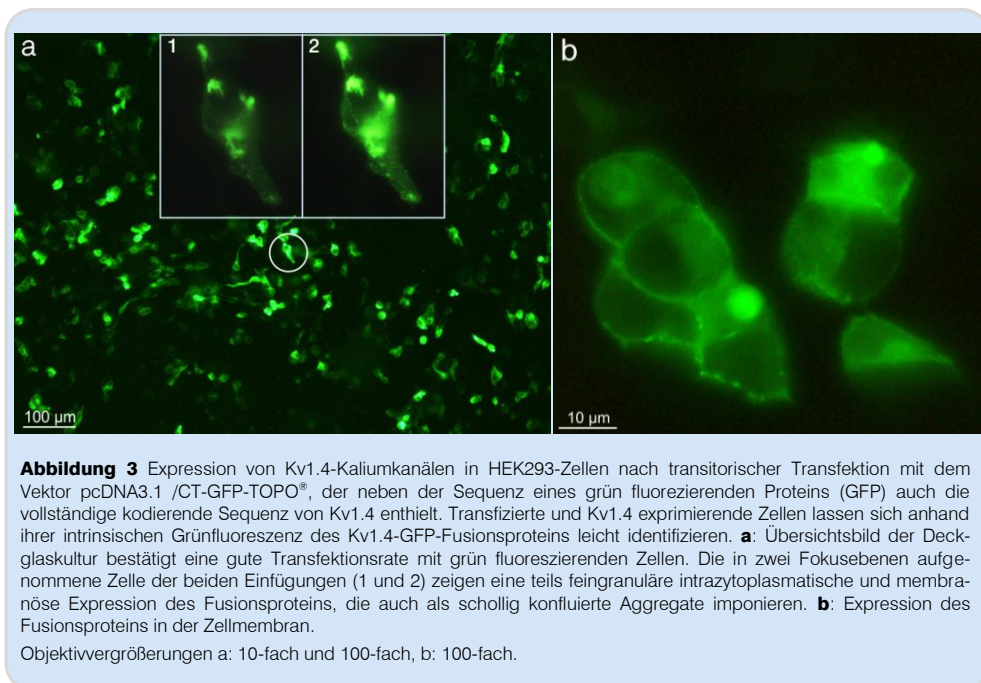 a
1
2
b
100 µm
10 µm
Abbildung 3 Expression von Kv1.4-Kaliumkanälen in HEK293-Zellen nach transitorischer Transfektion mit dem
Vektor pcDNA3.1 /CT-GFP-TOPO®, der neben der Sequenz eines grün fluorezierenden Proteins (GFP) auch die
vollständige kodierende Sequenz von Kv1.4 enthielt. Transfizierte und Kv1.4 exprimierende Zellen lassen sich anhand
ihrer intrinsischen Grünfluoreszenz des Kv1.4-GFP-Fusionsproteins leicht identifizieren. a: Übersichtsbild der Deck-
glaskultur bestätigt eine gute Transfektionsrate mit grün fluoreszierenden Zellen. Die in zwei Fokusebenen aufge-
nommene Zelle der beiden Einfügungen (1 und 2) zeigen eine teils feingranuläre intrazytoplasmatische und membra-
nöse Expression des Fusionsproteins, die auch als schollig konfluierte Aggregate imponieren. b: Expression des
Fusionsproteins in der Zellmembran.
Objektivvergrößerungen a: 10-fach und 100-fach, b: 100-fach.